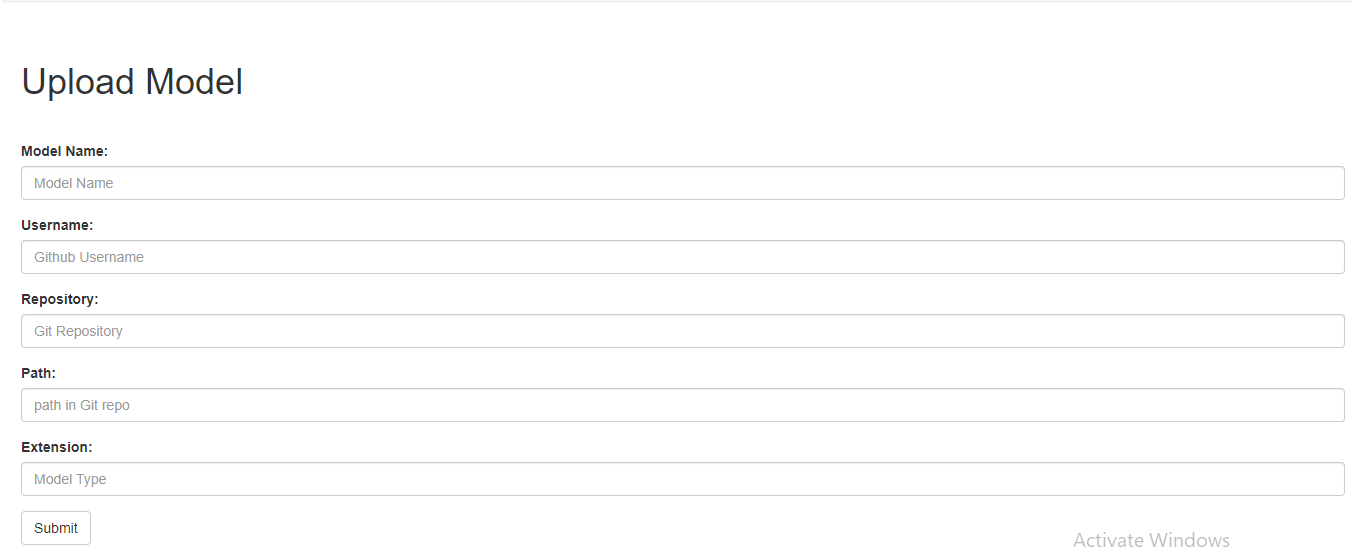 Upload Model
Model Name:
Model Name
Username:
Github Username
Repository:
Git Repository
Path:
path in Git repo
Extension:
Model Type
Submit
Activate Windows